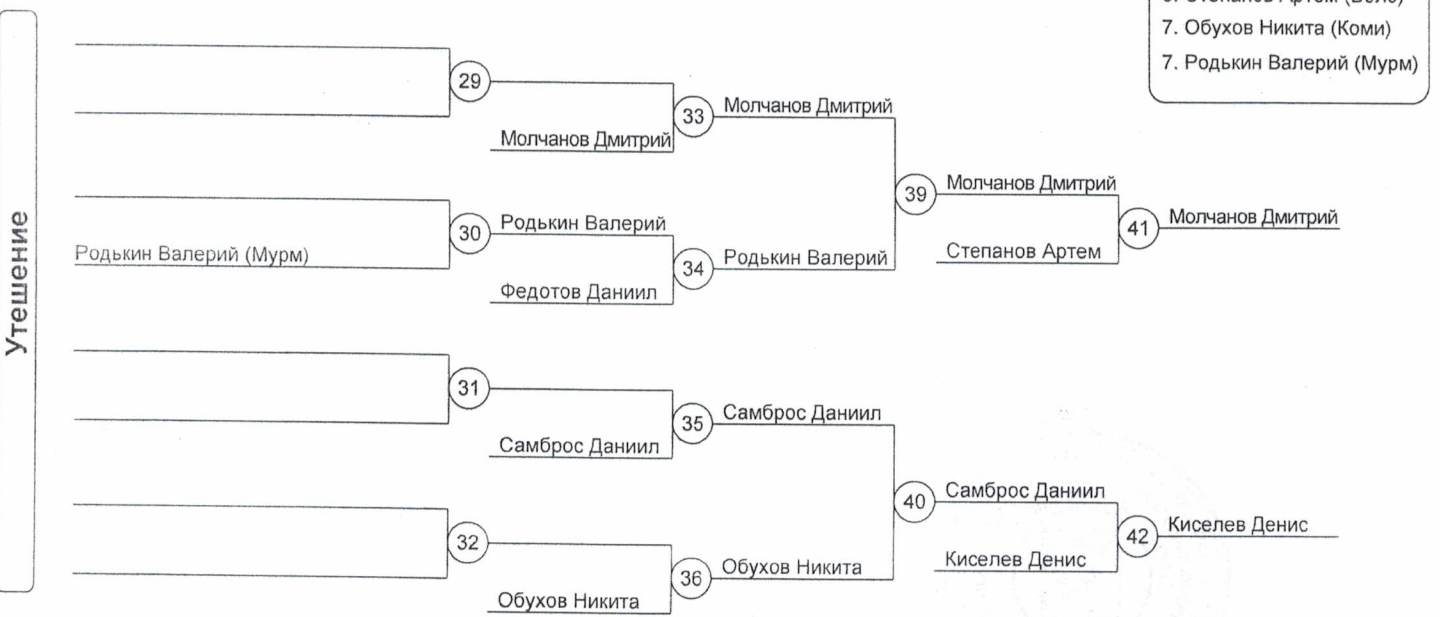 7. Обухов Никита (Коми)
7. Родькин Валерий (Мурм)
Утешение
29
33
Молчанов Дмитрий
Молчанов Дмитрий
39
Молчанов Дмитрий
41
Молчанов Дмитрий
30
Родькин Валерий
Родькин Валерий (Мурм)
34
Родькин Валерий
Степанов Артем
Федотов Даниил
31
35
Самброс Даниил
Самброс Даниил
40
Самброс Даниил
42
Киселев Денис
32
36
Обухов Никита
Киселев Денис
Обухов Никита